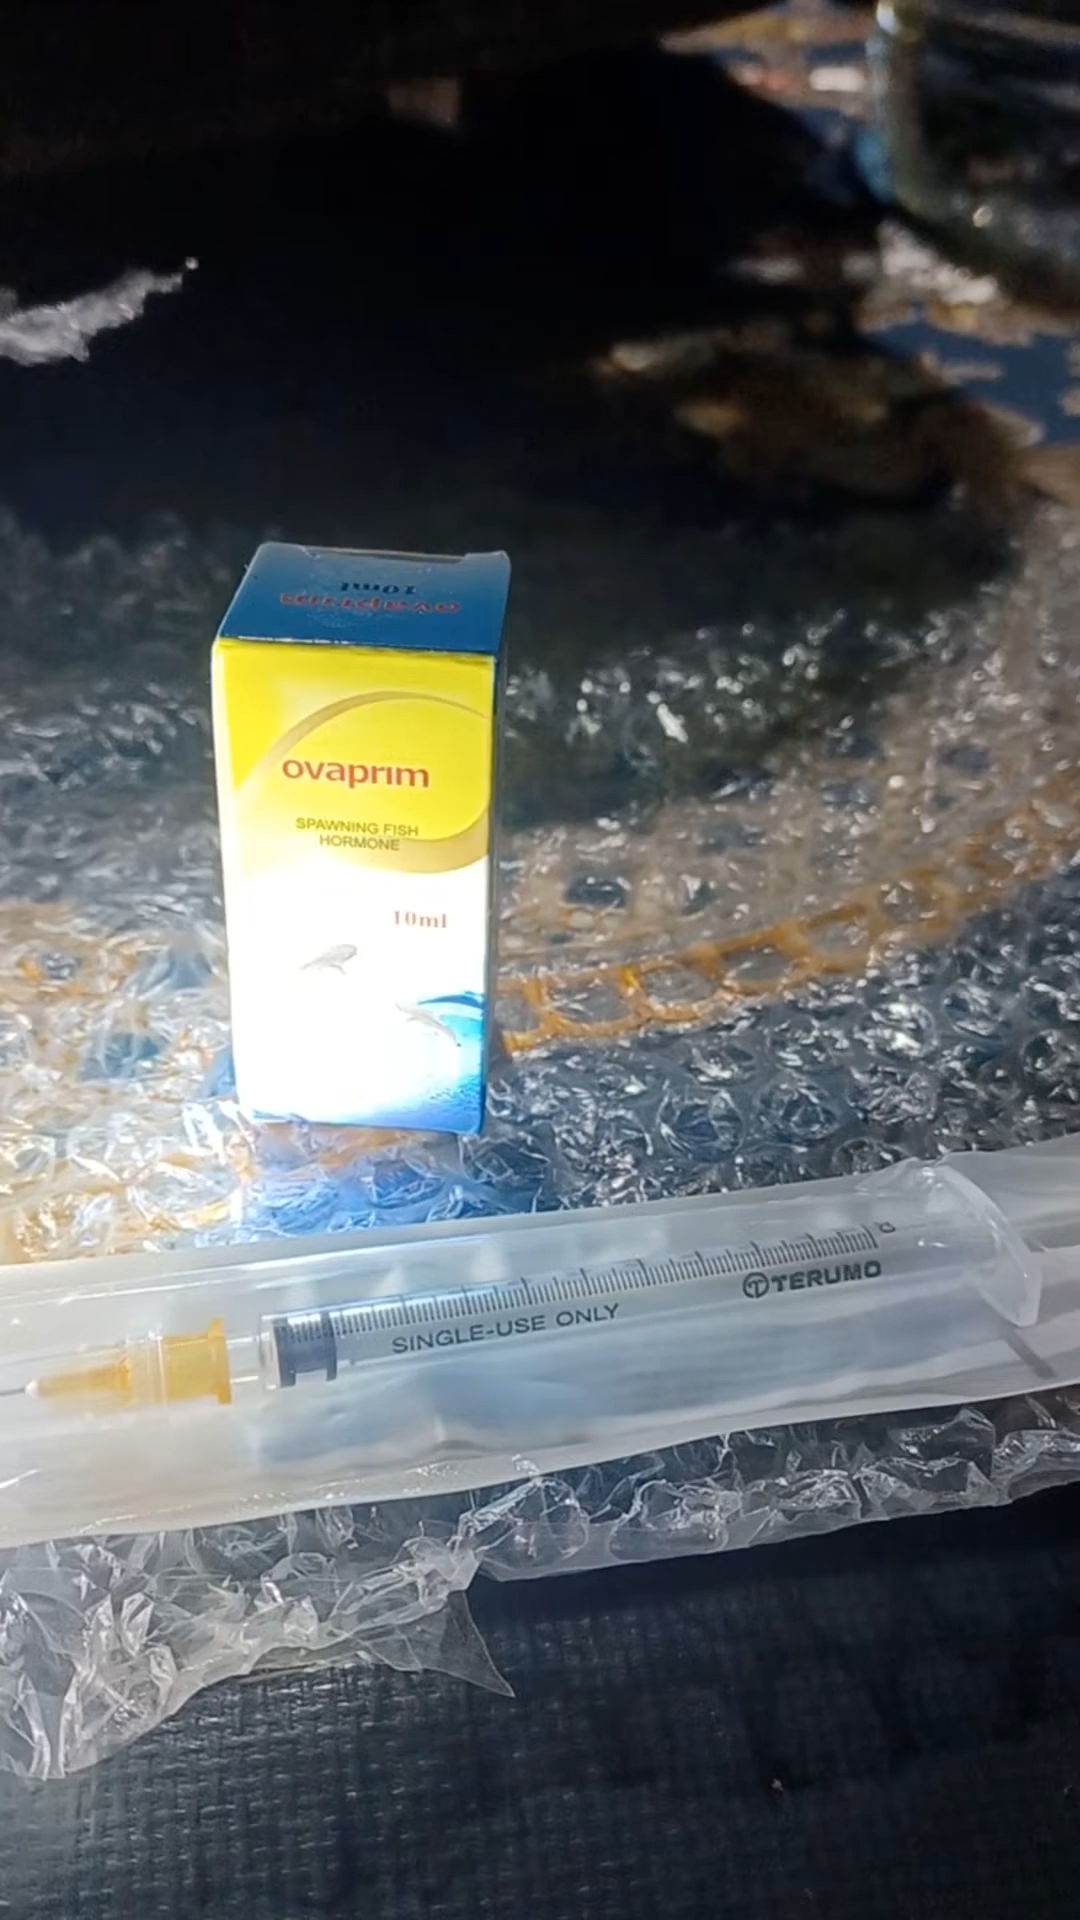 10ml
ovaprim
ovaprim
SPAWNING FISH
HORMONE
10ml
SINGLE-USE ONLY
TERUMO